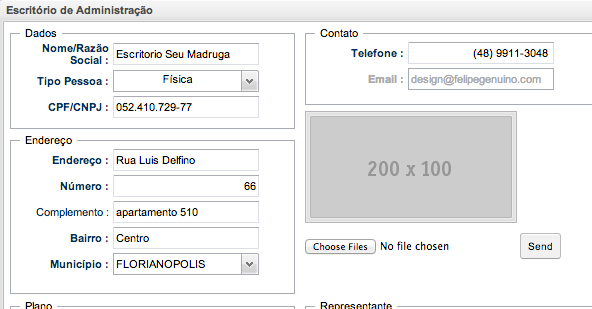 Escritório de Administração
Dados
Nome/Razão Social : Escritorio Seu Madruga
Tipo Pessoa : Física
CPF/CNPJ : 052.410.729-77
Endereço
Endereço : Rua Luis Delfino
Número : 66
Complemento : apartamento 510
Bairro : Centro
Município : FLORIANOPOLIS
Plano
Contato
Telefone : (48) 9911-3048
Email : design@felipegenuino.com
200 x 100
Choose Files No file chosen
Send
Representante